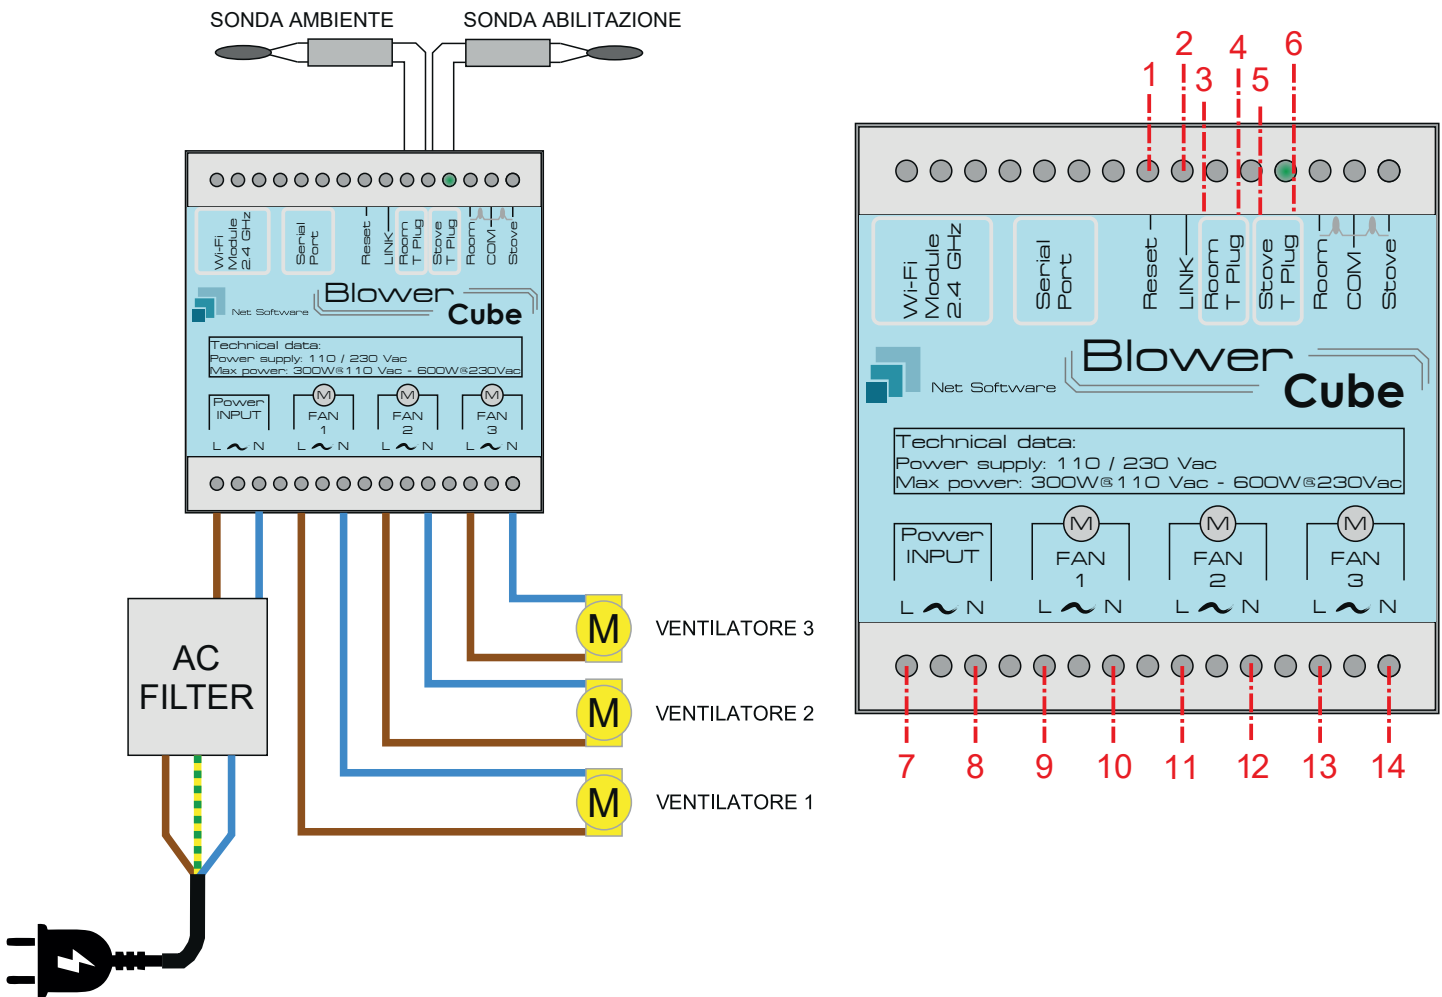 SONDA AMBIENTE
SONDA ABILITAZIONE
Wi-Fi
Module
2.4 GHz
Serial
Port
Reset
LINK
Room
T Plug
Stove
T Plug
Room
COM
Stove
Net Software
Blower
Cube
Technical data:
Power supply: 110 / 230 Vac
Max power: 300W@110 Vac - 600W@230Vac
Power
INPUT
L N
M
FAN
1
L N
M
FAN
2
L N
M
FAN
3
L N
AC
FILTER
M
VENTILATORE 3
M
VENTILATORE 2
M
VENTILATORE 1
1
2
3
4
5
6
Wi-Fi
Module
2.4 GHz
Serial
Port
Reset
LINK
Room
T Plug
Stove
T Plug
Room
COM
Stove
Net Software
Blower
Cube
Technical data:
Power supply: 110 / 230 Vac
Max power: 300W@110 Vac - 600W@230Vac
Power
INPUT
L N
M
FAN
1
L N
M
FAN
2
L N
M
FAN
3
L N
7 8 9 10 11 12 13 14